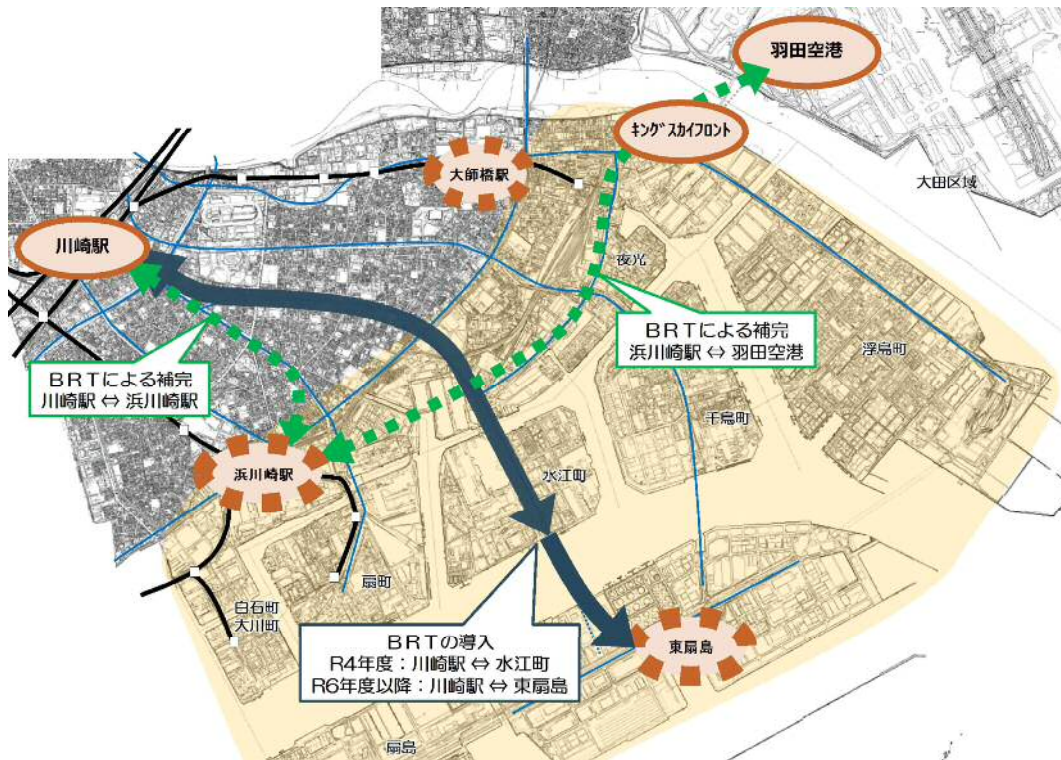 羽田空港
キングスカイフロント
大師橋駅
大田区域
川崎駅
夜光
BRTによる補完
浜川崎駅 ⇔ 羽田空港
浮島町
BRTによる補完
川崎駅 ⇔ 浜川崎駅
千鳥町
浜川崎駅
水江町
扇町
白石町
大川町
BRTの導入
R4年度：川崎駅 ⇔ 水江町
R6年度以降：川崎駅 ⇔ 東扇島
東扇島
扇島